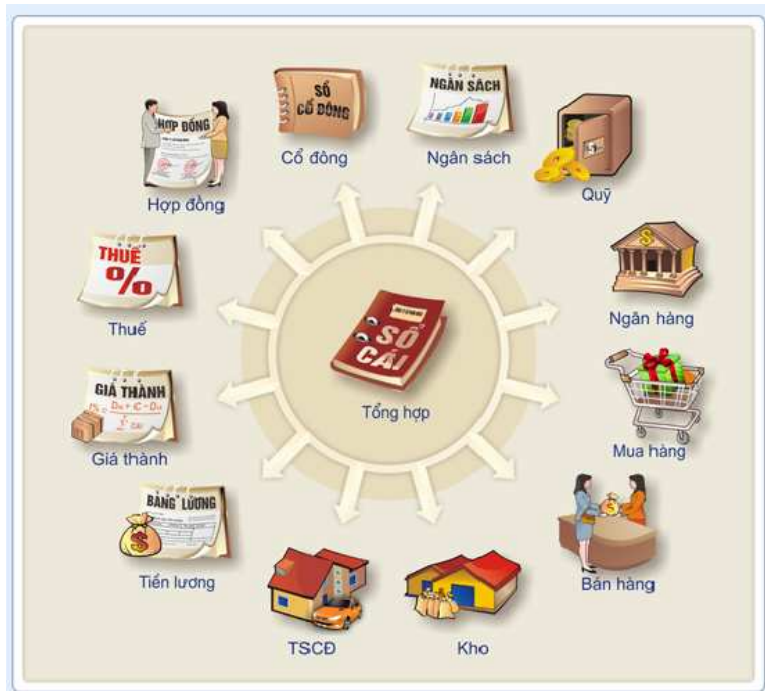 SỔ
CỔ ĐÔNG
Cổ đông
NGÂN SÁCH
Ngân sách
Quỹ
HỢP ĐỒNG
Hợp đồng
THUẾ
%
Thuế
Ngân hàng
SỔ
CÁI
Tổng hợp
GIÁ THÀNH
Giá thành
Mua hàng
BẢNG LƯƠNG
$
Tiền lương
Bán hàng
TSCĐ
Kho